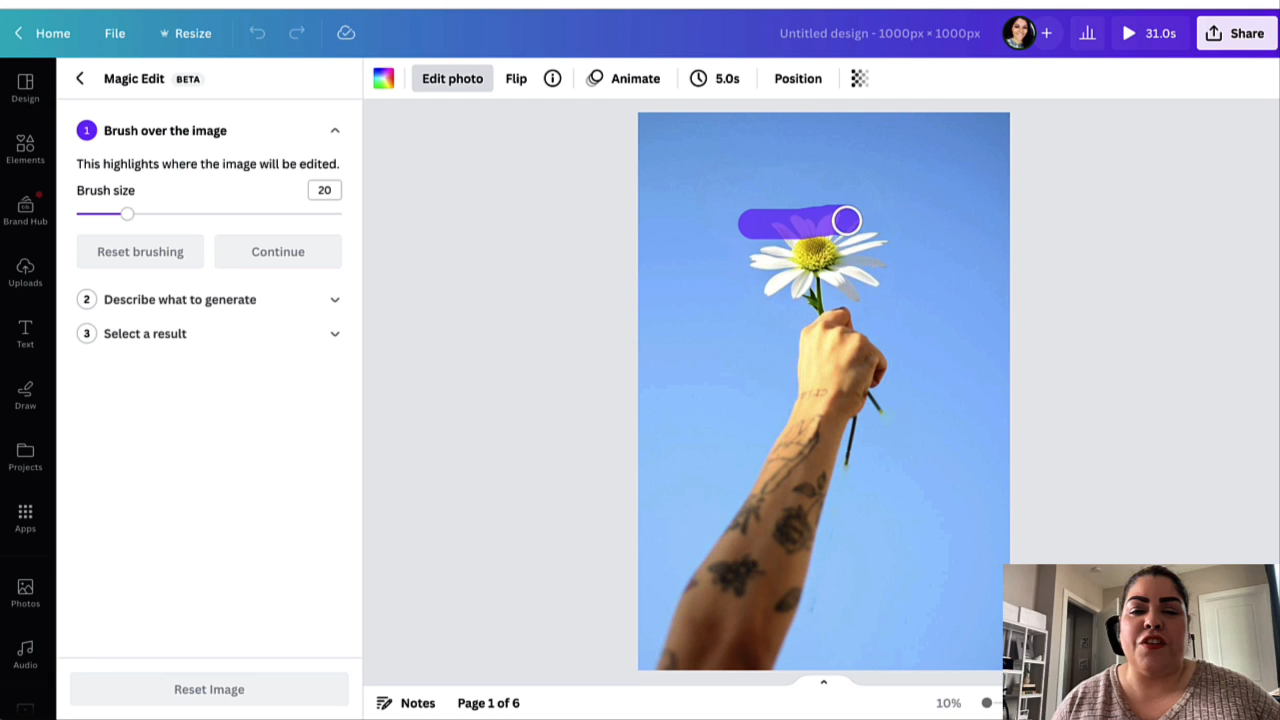 Home
File
Resize
Untitled design - 1000px × 1000px
31.0s
Share
Design
Elements
Brand Hub
Uploads
Text
Draw
Projects
Apps
Photos
Audio
Magic Edit BETA
1 Brush over the image
This highlights where the image will be edited.
Brush size 20
Reset brushing
Continue
2 Describe what to generate
3 Select a result
Reset Image
Edit photo
Flip
Animate
5.0s
Position
Notes
Page 1 of 6
10%